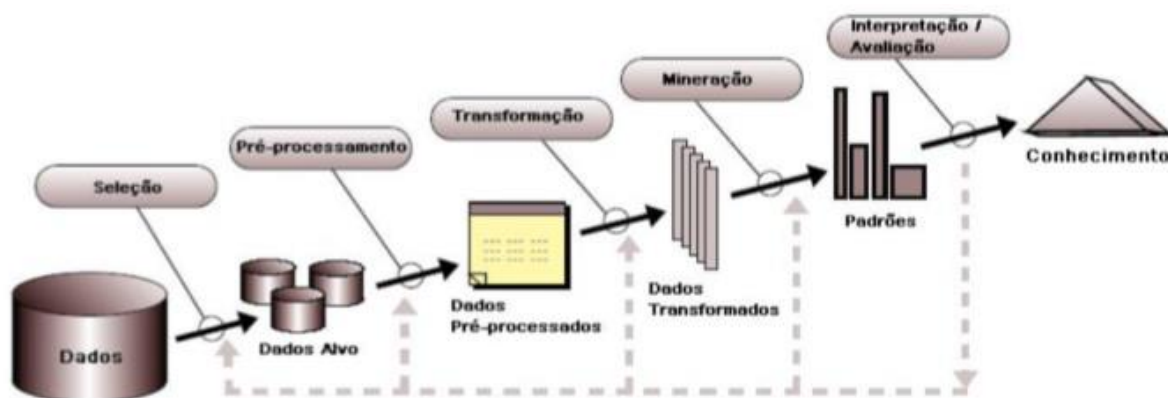 Interpretação /
Avaliação
Mineração
Transformação
Pré-processamento
Seleção
Conhecimento
Padrões
Dados
Transformados
Dados
Pré-processados
Dados Alvo
Dados